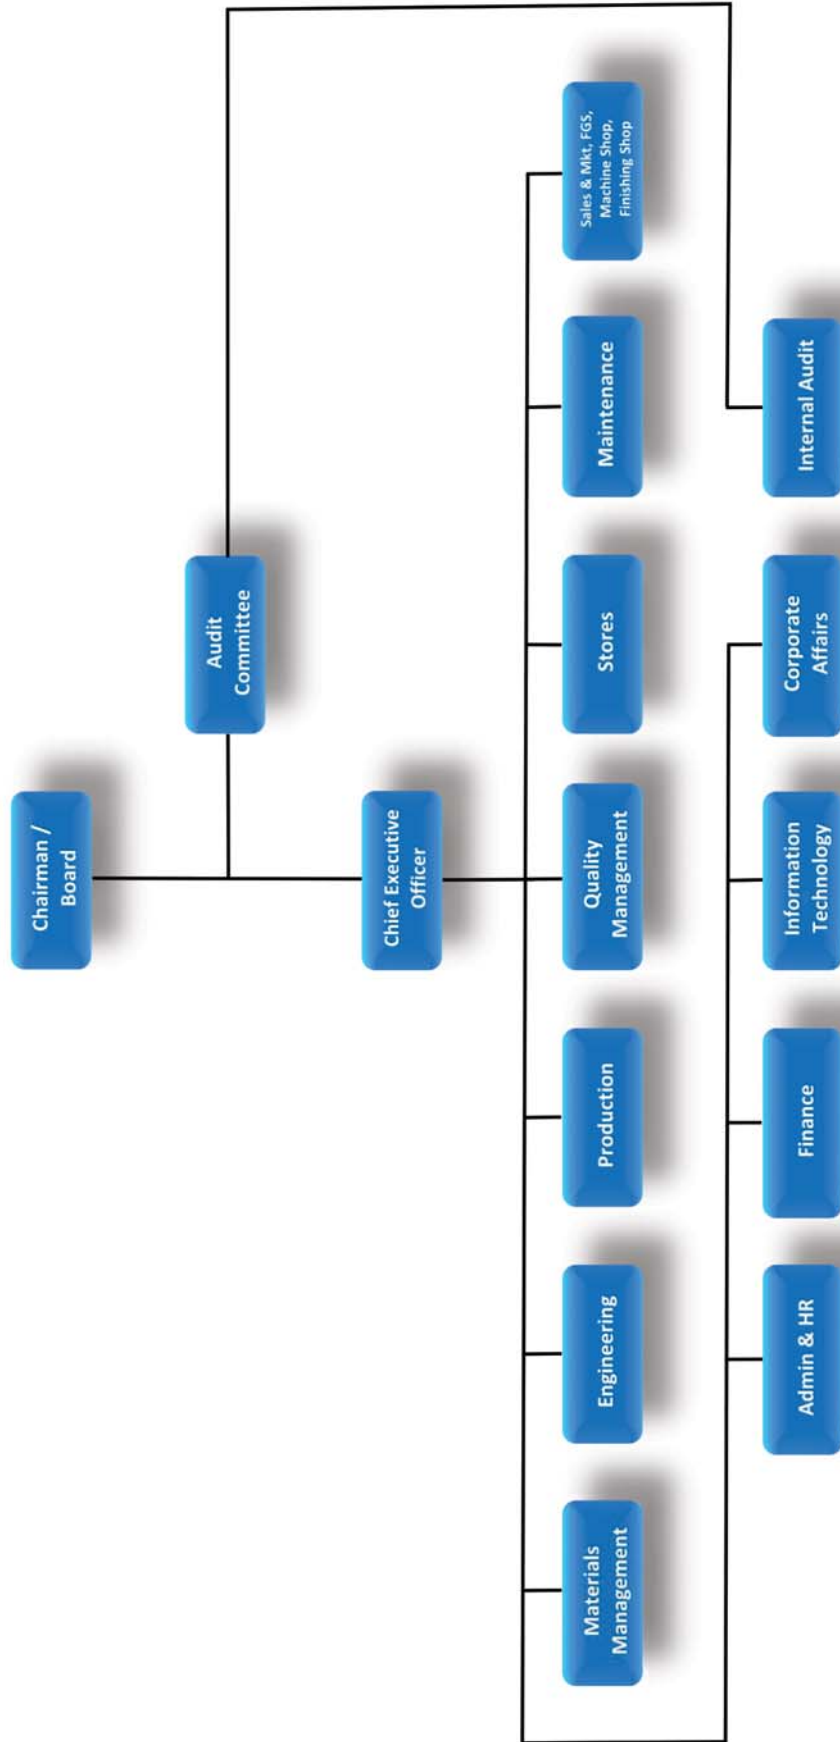 Chairman /
Board
Audit
Committee
Chief Executive
Officer
Materials
Management
Engineering
Production
Quality
Management
Stores
Maintenance
Sales & Mkt, FGS,
Machine Shop,
Finishing Shop
Admin & HR
Finance
Information
Technology
Corporate
Affairs
Internal Audit